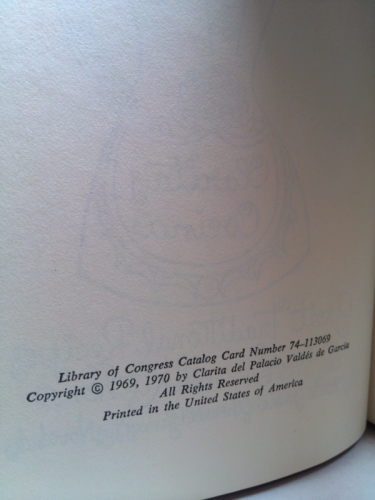 Library of Congress Catalog Card Number 74–113069
Copyright © 1969, 1970 by Clarita del Palacio Valdés de García
All Rights Reserved
Printed in the United States of America